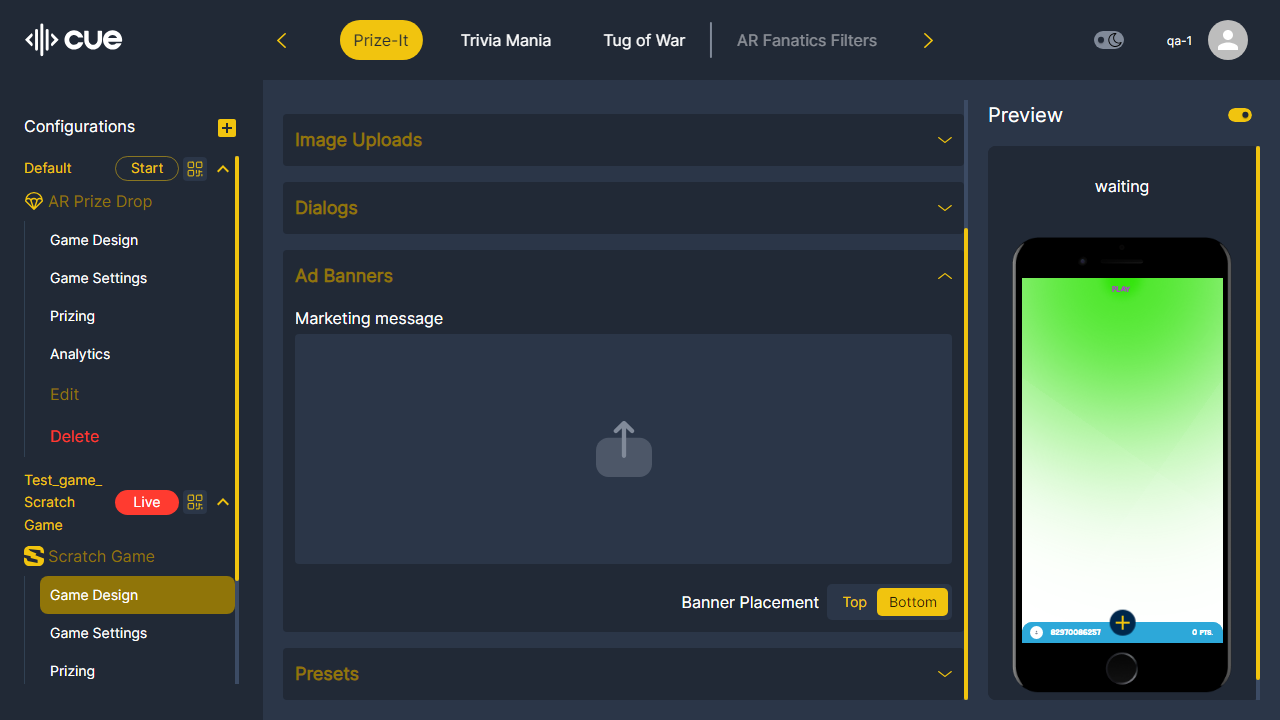 cue
Prize-It
Trivia Mania
Tug of War
AR Fanatics Filters
qa-1
Configurations
Default
Start
AR Prize Drop
Game Design
Game Settings
Prizing
Analytics
Edit
Delete
Test_game_
Scratch
Game
Live
Scratch Game
Game Design
Game Settings
Prizing
Image Uploads
Dialogs
Ad Banners
Marketing message
Banner Placement
Top
Bottom
Presets
Preview
waiting
PLAY
82970086257
0 PTS.